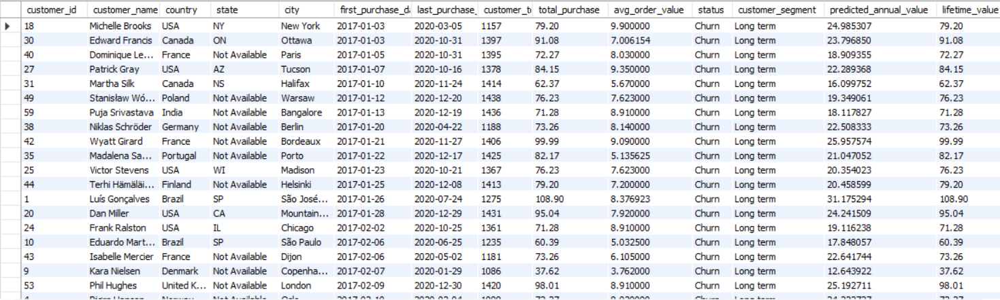 customer_id customer_name country state city first_purchase_d last_purchase_ customer_t total_purchase avg_order_value status customer_segment predicted_annual_value lifetime_value
18 Michelle Brooks USA NY New York 2017-01-03 2020-03-05 1157 79.20 9.900000 Churn Long term 24.985307 79.20
30 Edward Francis Canada ON Ottawa 2017-01-03 2020-10-31 1397 91.08 7.006154 Churn Long term 23.796850 91.08
40 Dominique Le... France Not Available Paris 2017-01-05 2020-10-31 1395 72.27 8.030000 Churn Long term 18.909355 72.27
27 Patrick Gray USA AZ Tucson 2017-01-07 2020-10-16 1378 84.15 9.350000 Churn Long term 22.289368 84.15
31 Martha Silk Canada NS Halifax 2017-01-10 2020-11-24 1414 62.37 5.670000 Churn Long term 16.099752 62.37
49 Stanisław Wó... Poland Not Available Warsaw 2017-01-12 2020-12-20 1438 76.23 7.623000 Churn Long term 19.349061 76.23
59 Puja Srivastava India Not Available Bangalore 2017-01-13 2020-12-19 1436 71.28 8.910000 Churn Long term 18.117827 71.28
38 Niklas Schröder Germany Not Available Berlin 2017-01-20 2020-04-22 1188 73.26 8.140000 Churn Long term 22.508333 73.26
42 Wyatt Girard France Not Available Bordeaux 2017-01-21 2020-11-27 1406 99.99 9.090000 Churn Long term 25.957574 99.99
35 Madalena Sa... Portugal Not Available Porto 2017-01-22 2020-12-17 1425 82.17 5.135625 Churn Long term 21.047052 82.17
25 Victor Stevens USA WI Madison 2017-01-23 2020-10-21 1367 76.23 7.623000 Churn Long term 20.354023 76.23
44 Terhi Hämäläi... Finland Not Available Helsinki 2017-01-25 2020-12-08 1413 79.20 7.200000 Churn Long term 20.458599 79.20
1 Luís Gonçalves Brazil SP São José... 2017-01-26 2020-07-24 1275 108.90 8.376923 Churn Long term 31.175294 108.90
20 Dan Miller USA CA Mountain... 2017-01-28 2020-12-29 1431 95.04 7.920000 Churn Long term 24.241509 95.04
24 Frank Ralston USA IL Chicago 2017-02-02 2020-10-25 1361 71.28 8.910000 Churn Long term 19.116238 71.28
10 Eduardo Mart... Brazil SP São Paulo 2017-02-06 2020-06-25 1235 60.39 5.032500 Churn Long term 17.848057 60.39
43 Isabelle Mercier France Not Available Dijon 2017-02-06 2020-05-02 1181 73.26 6.105000 Churn Long term 22.641744 73.26
9 Kara Nielsen Denmark Not Available Copenha... 2017-02-07 2020-01-29 1086 37.62 3.762000 Churn Long term 12.643922 37.62
53 Phil Hughes United K... Not Available London 2017-02-09 2020-12-30 1420 98.01 8.910000 Churn Long term 25.192711 98.01